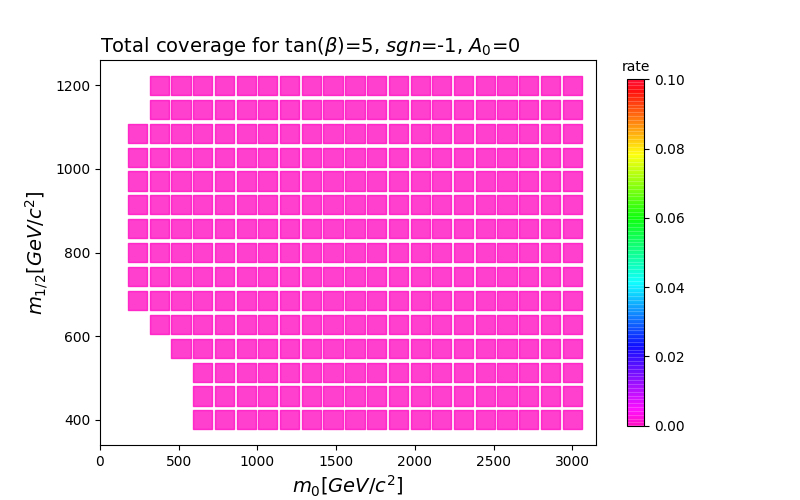 Total coverage for tan(β)=5, sgn=-1, A₀=0
rate
0.10
0.08
0.06
0.04
0.02
0.00
1200
1000
800
600
400
m₁/₂[GeV/c²]
0 500 1000 1500 2000 2500 3000
m₀[GeV/c²]